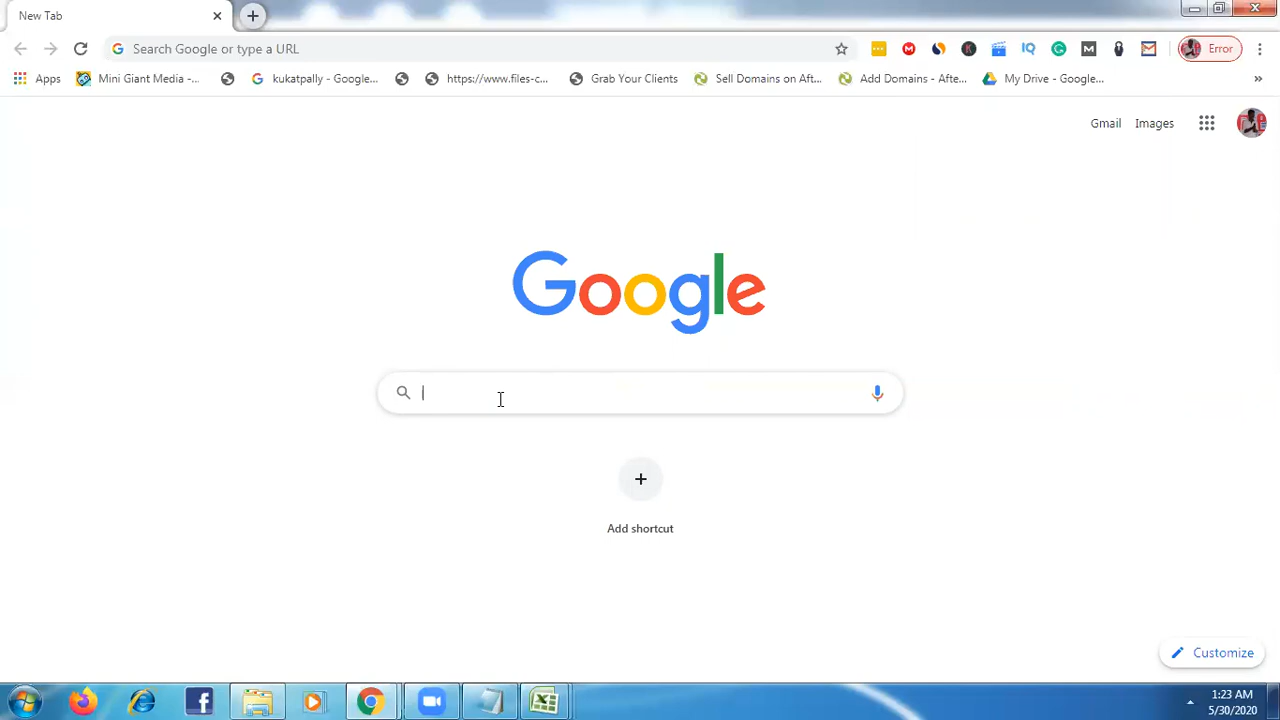 New Tab
Search Google or type a URL
Error
Apps
Mini Giant Media -...
kukatpally - Google...
https://www.files-c...
Grab Your Clients
Sell Domains on Aft...
Add Domains - Afte...
My Drive - Google...
»
Gmail
Images
Google
Add shortcut
Customize
1:23 AM
5/30/2020